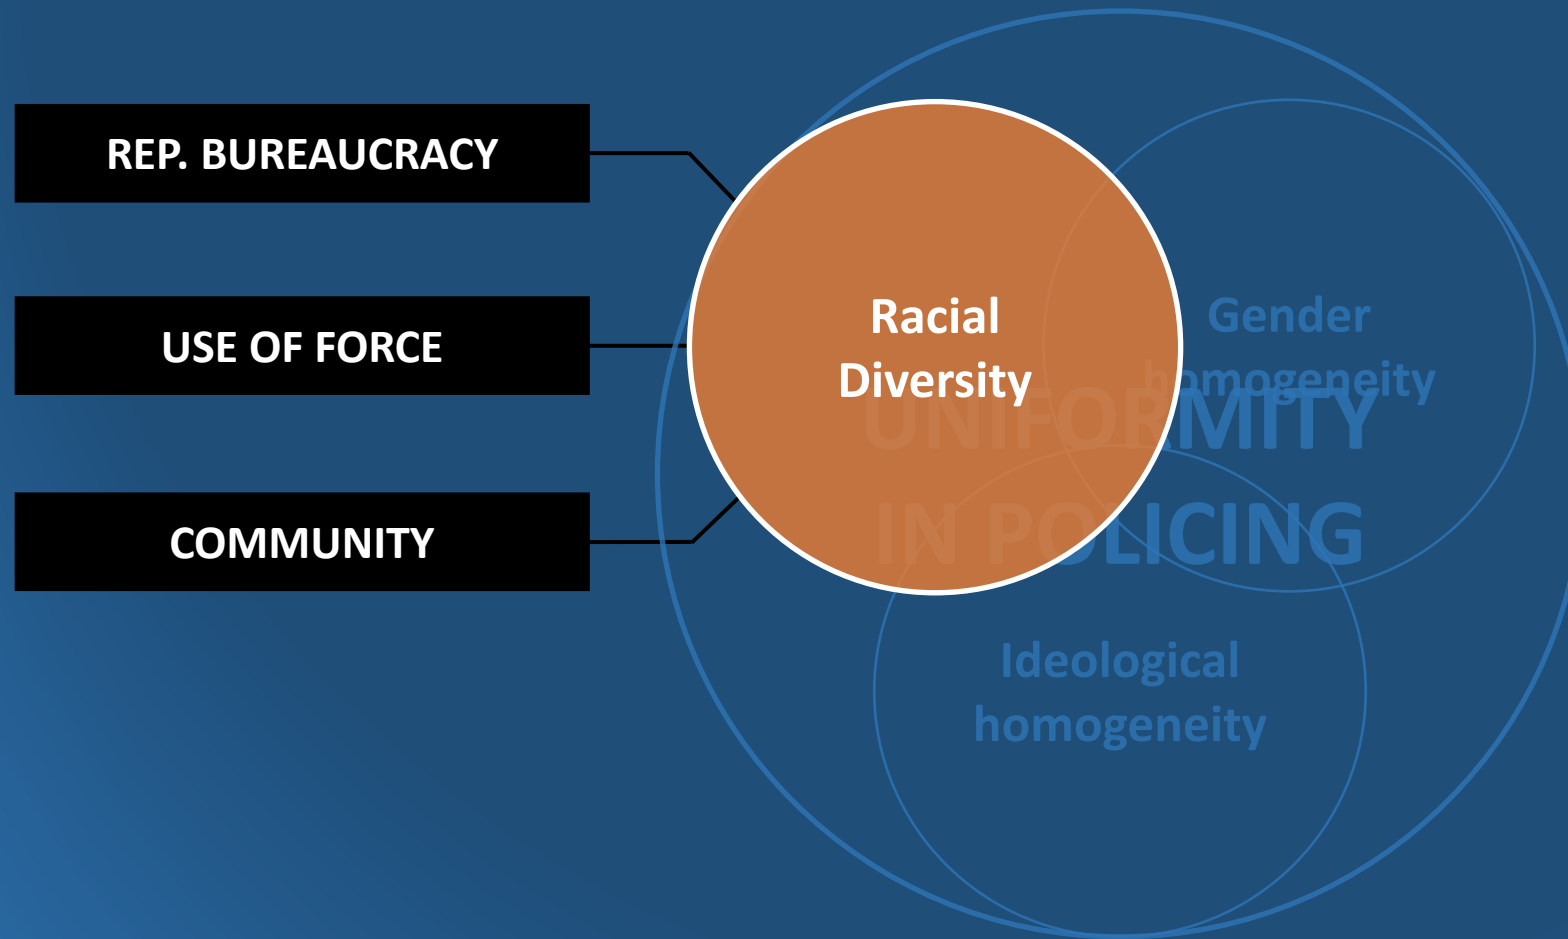 REP. BUREAUCRACY
USE OF FORCE
COMMUNITY
Racial
Diversity
Gender
homogeneity
UNIFORMITY
IN POLICING
Ideological
homogeneity